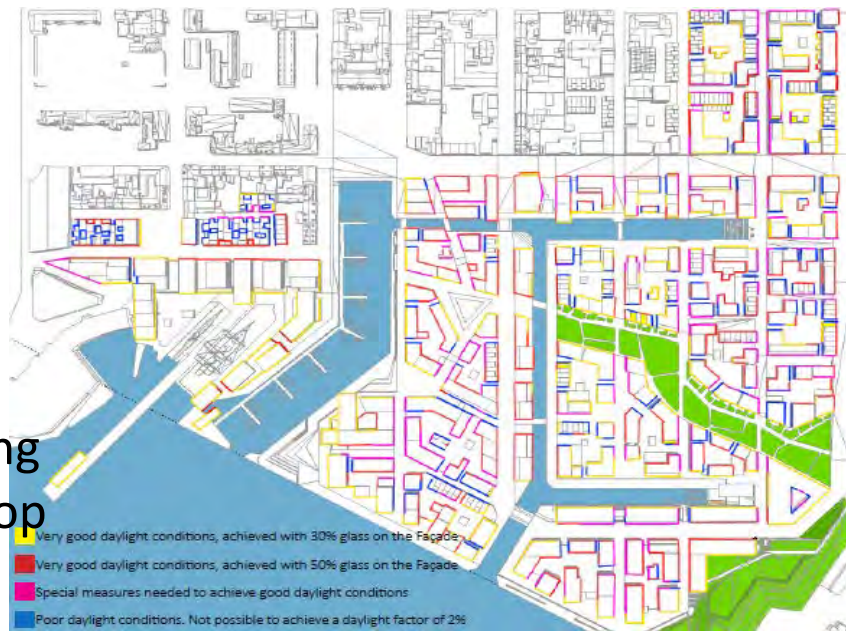 ng
op
Very good daylight conditions, achieved with 30% glass on the Façade
Very good daylight conditions, achieved with 50% glass on the Façade
Special measures needed to achieve good daylight conditions
Poor daylight conditions. Not possible to achieve a daylight factor of 2%